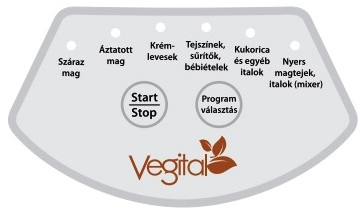 Száraz
mag
Áztatott
mag
Krém-
levesek
Tejszínek,
sűrítők,
bébiételek
Kukorica
és egyéb
italok
Nyers
magtejek,
italok (mixer)
Start
Stop
Program
választás
Vegital